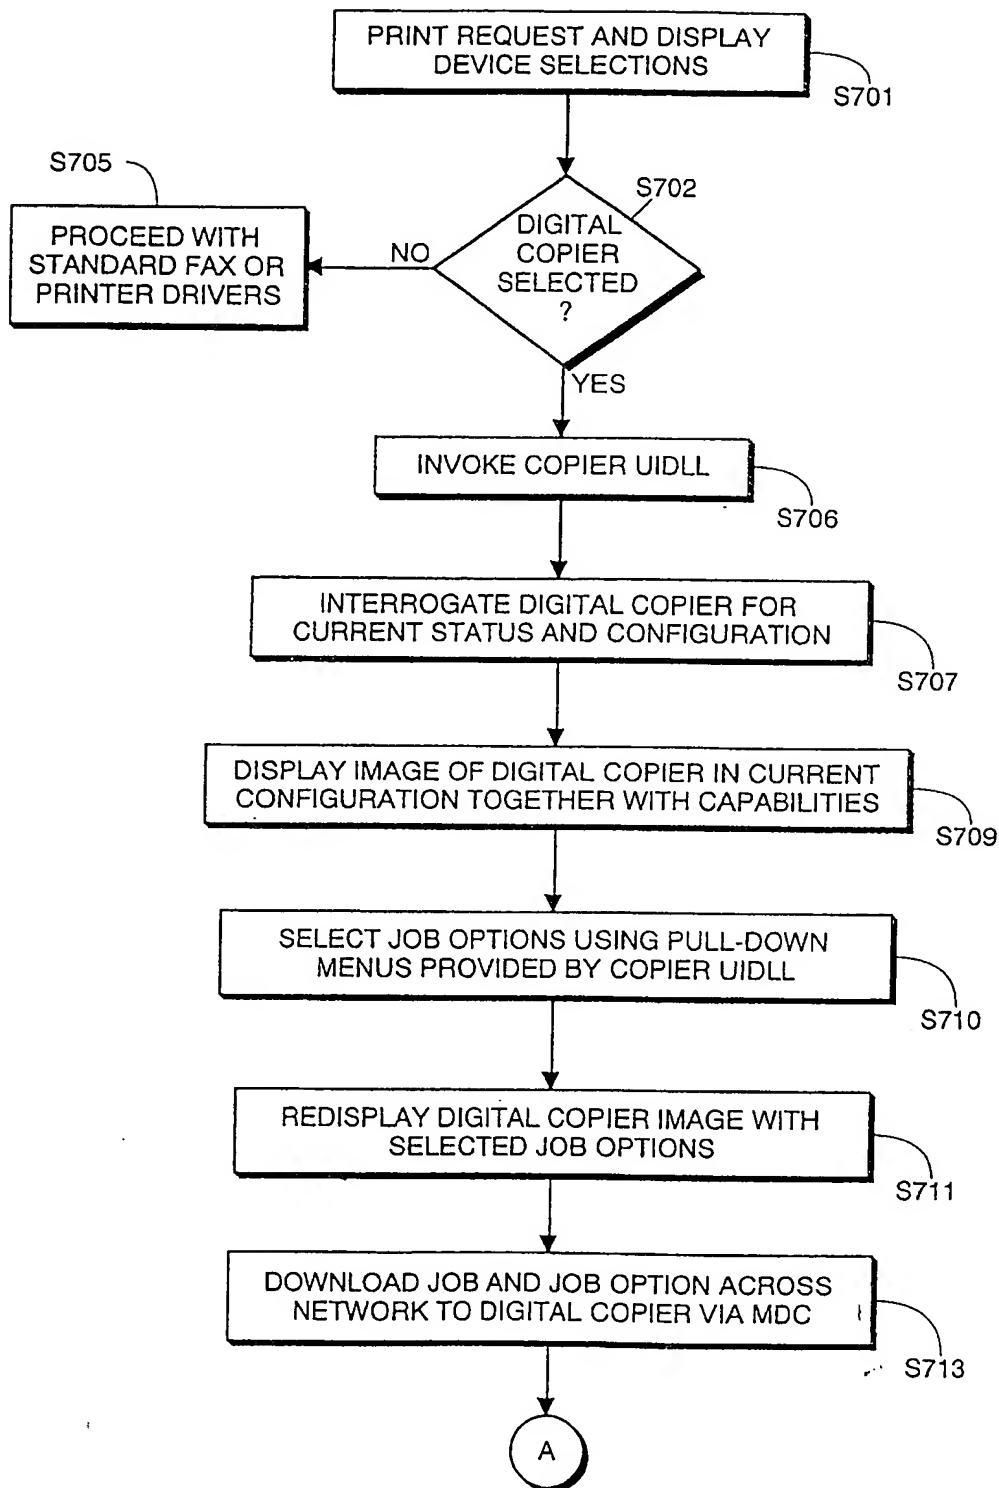 PRINT REQUEST AND DISPLAY
DEVICE SELECTIONS
S701
S705
S702
PROCEED WITH
STANDARD FAX OR
PRINTER DRIVERS
NO
DIGITAL
COPIER
SELECTED
?
YES
INVOKE COPIER UIDLL
S706
INTERROGATE DIGITAL COPIER FOR
CURRENT STATUS AND CONFIGURATION
S707
DISPLAY IMAGE OF DIGITAL COPIER IN CURRENT
CONFIGURATION TOGETHER WITH CAPABILITIES
S709
SELECT JOB OPTIONS USING PULL-DOWN
MENUS PROVIDED BY COPIER UIDLL
S710
REDISPLAY DIGITAL COPIER IMAGE WITH
SELECTED JOB OPTIONS
S711
DOWNLOAD JOB AND JOB OPTION ACROSS
NETWORK TO DIGITAL COPIER VIA MDC
S713
A